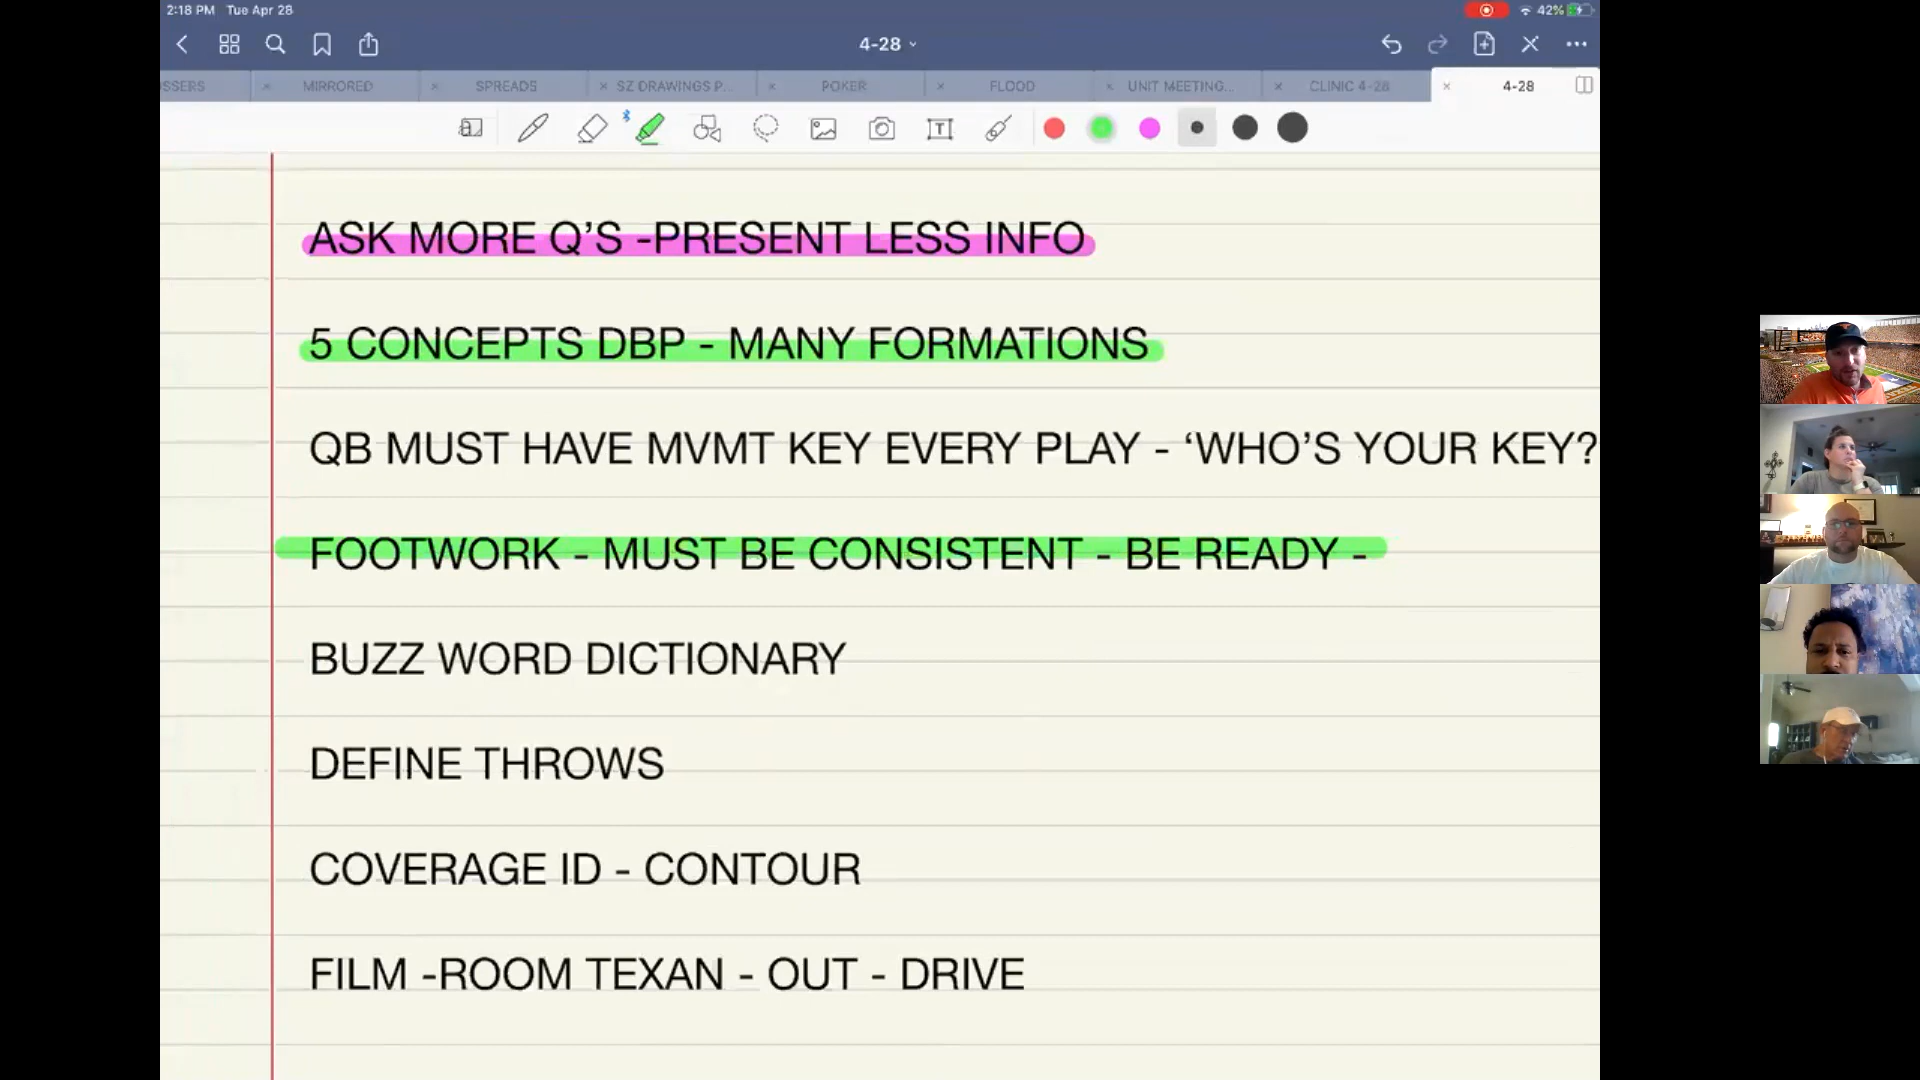 2:18 PM Tue Apr 28
42%
4-28
OSSERS
MIRRORED
SPREADS
SZ DRAWINGS P...
POKER
FLOOD
UNIT MEETING...
CLINIC 4-28
4-28
ASK MORE Q’S -PRESENT LESS INFO
5 CONCEPTS DBP - MANY FORMATIONS
QB MUST HAVE MVMT KEY EVERY PLAY - ‘WHO’S YOUR KEY?
FOOTWORK - MUST BE CONSISTENT - BE READY -
BUZZ WORD DICTIONARY
DEFINE THROWS
COVERAGE ID - CONTOUR
FILM -ROOM TEXAN - OUT - DRIVE